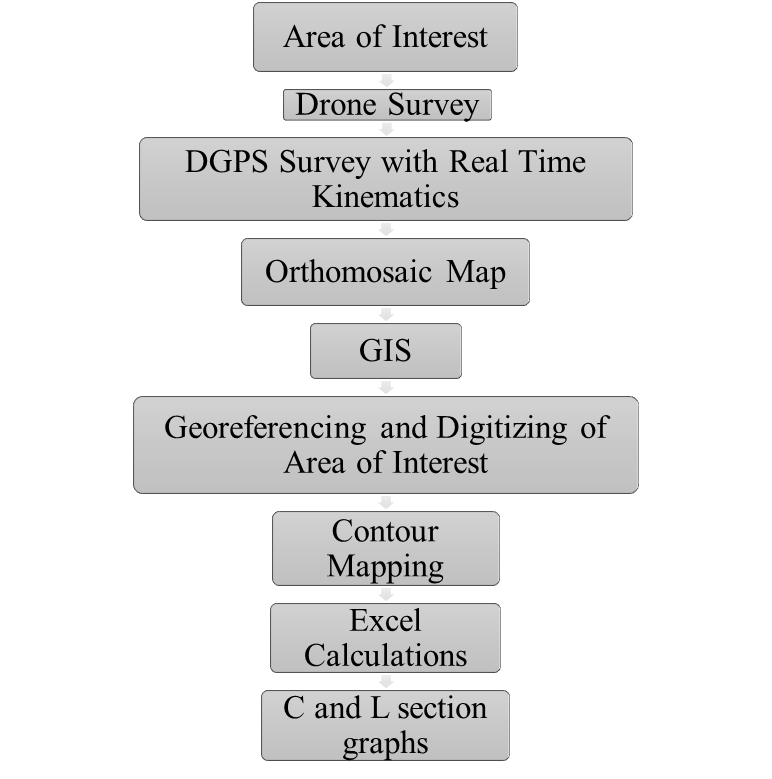 Area of Interest
Drone Survey
DGPS Survey with Real Time
Kinematics
Orthomosaic Map
GIS
Georeferencing and Digitizing of
Area of Interest
Contour
Mapping
Excel
Calculations
C and L section
graphs